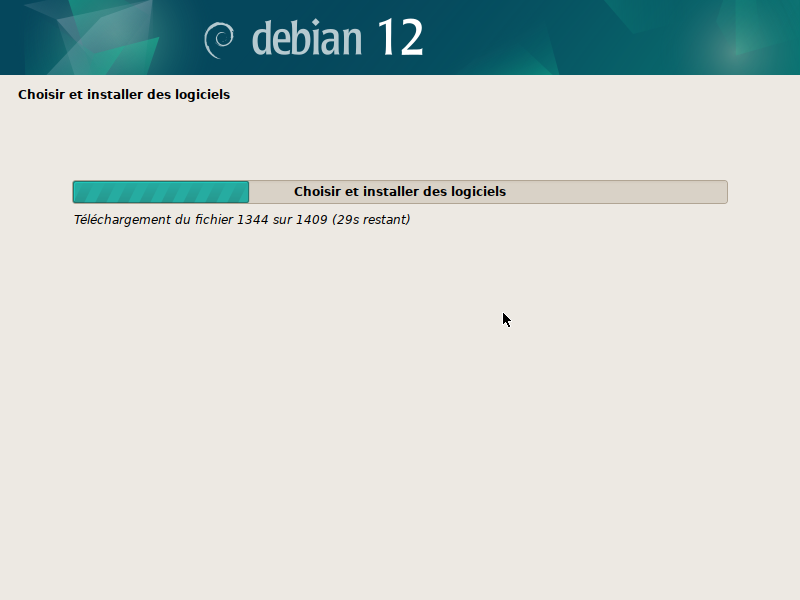 debian 12
Choisir et installer des logiciels
Choisir et installer des logiciels
Téléchargement du fichier 1344 sur 1409 (29s restant)